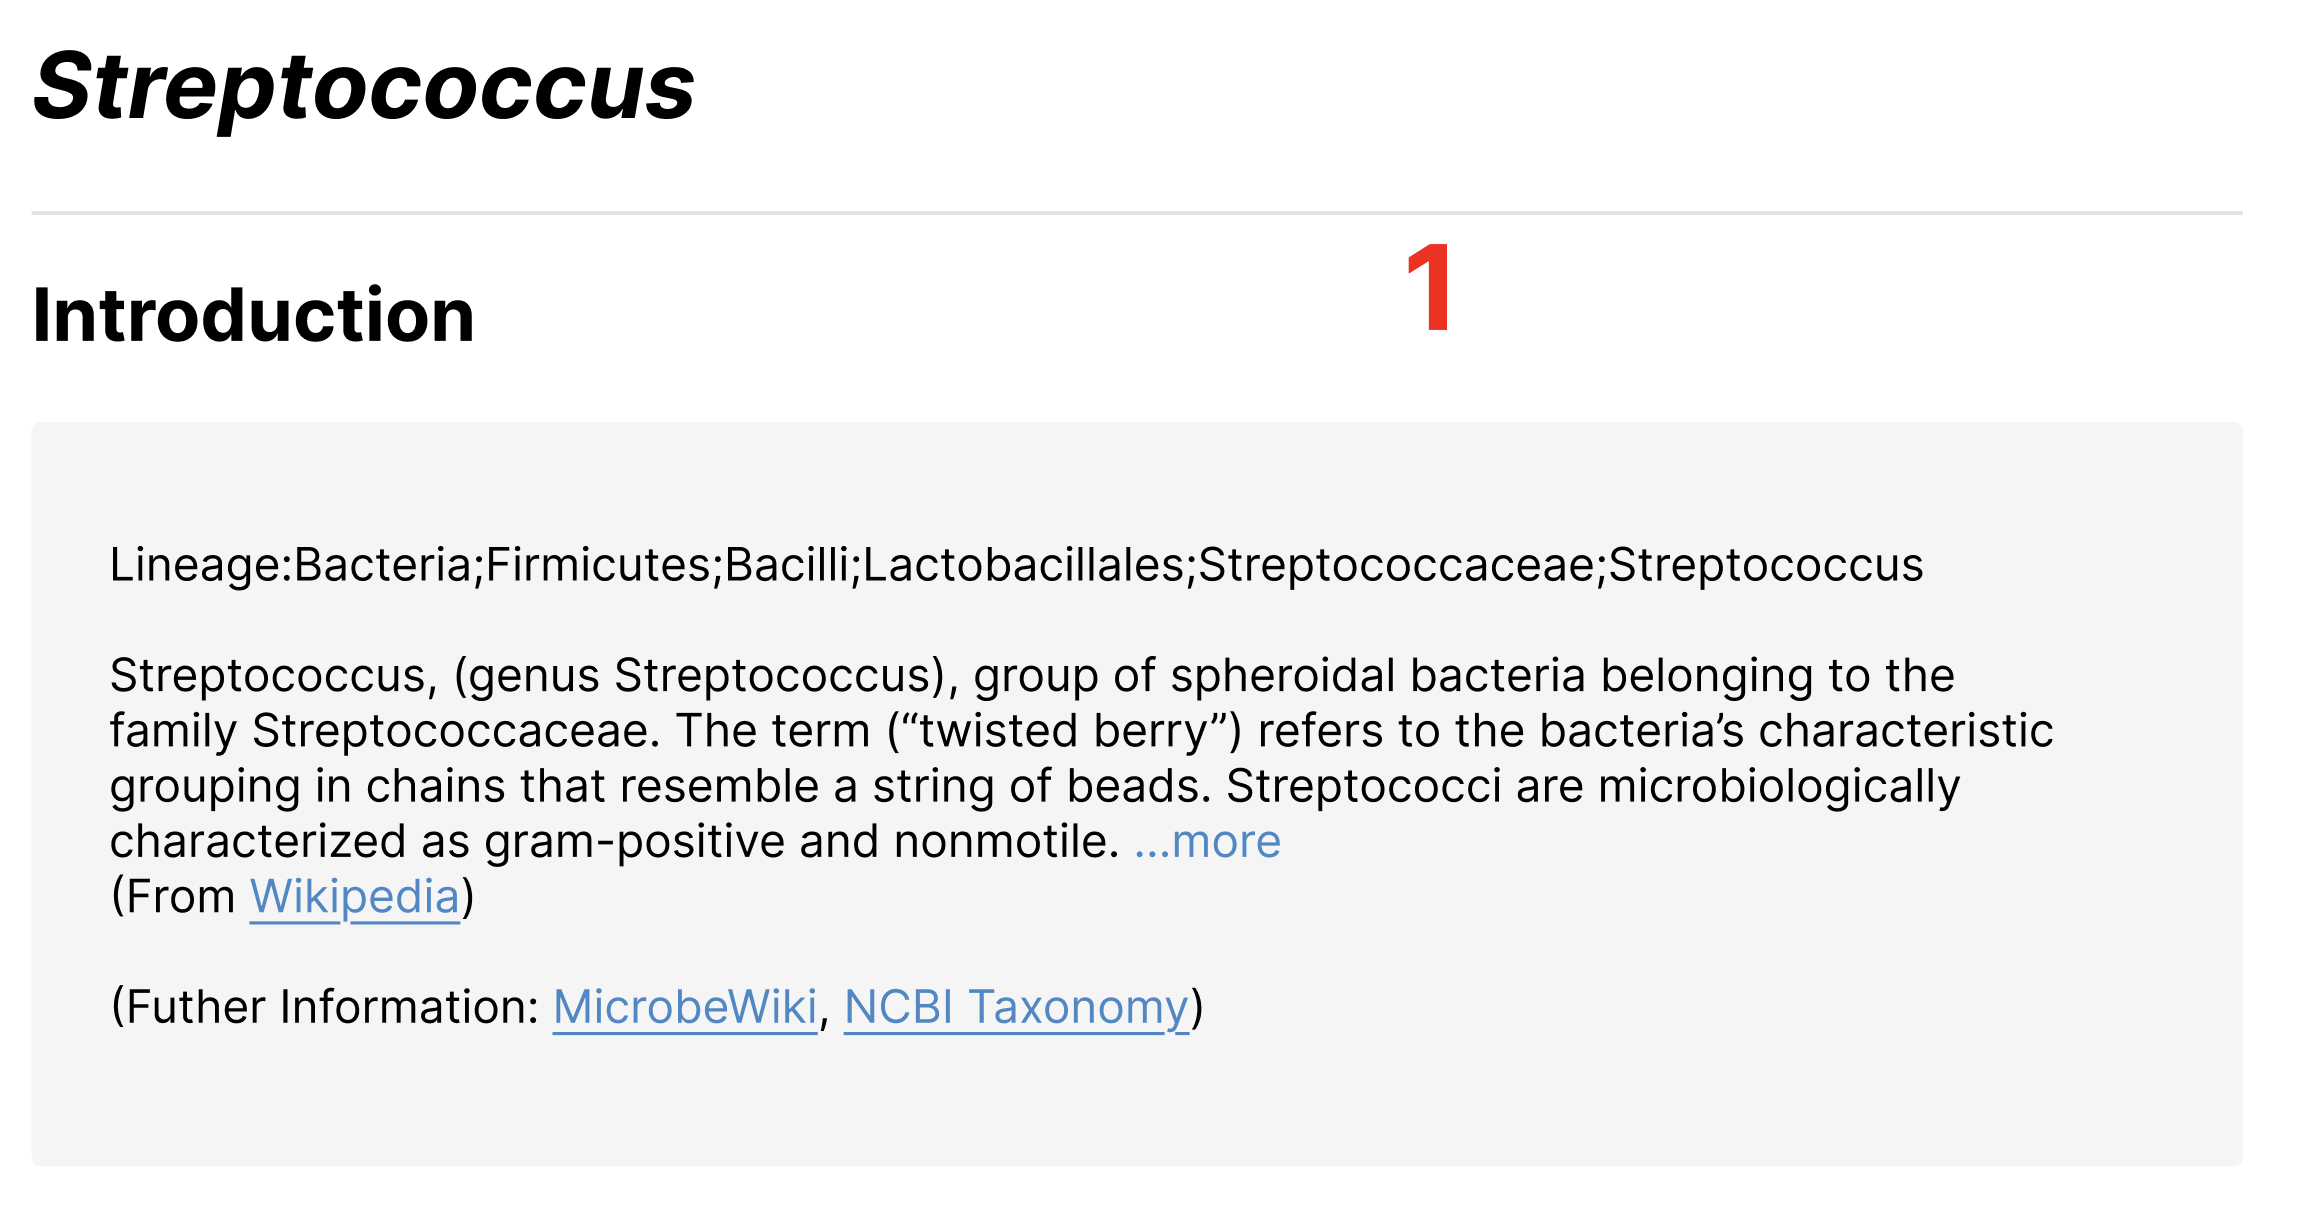 Streptococcus
1
Introduction
Lineage:Bacteria;Firmicutes;Bacilli;Lactobacillales;Streptococcaceae;Streptococcus
Streptococcus, (genus Streptococcus), group of spheroidal bacteria belonging to the
family Streptococcaceae. The term (“twisted berry”) refers to the bacteria’s characteristic
grouping in chains that resemble a string of beads. Streptococci are microbiologically
characterized as gram-positive and nonmotile. ...more
(From Wikipedia)
(Futher Information: MicrobeWiki, NCBI Taxonomy)